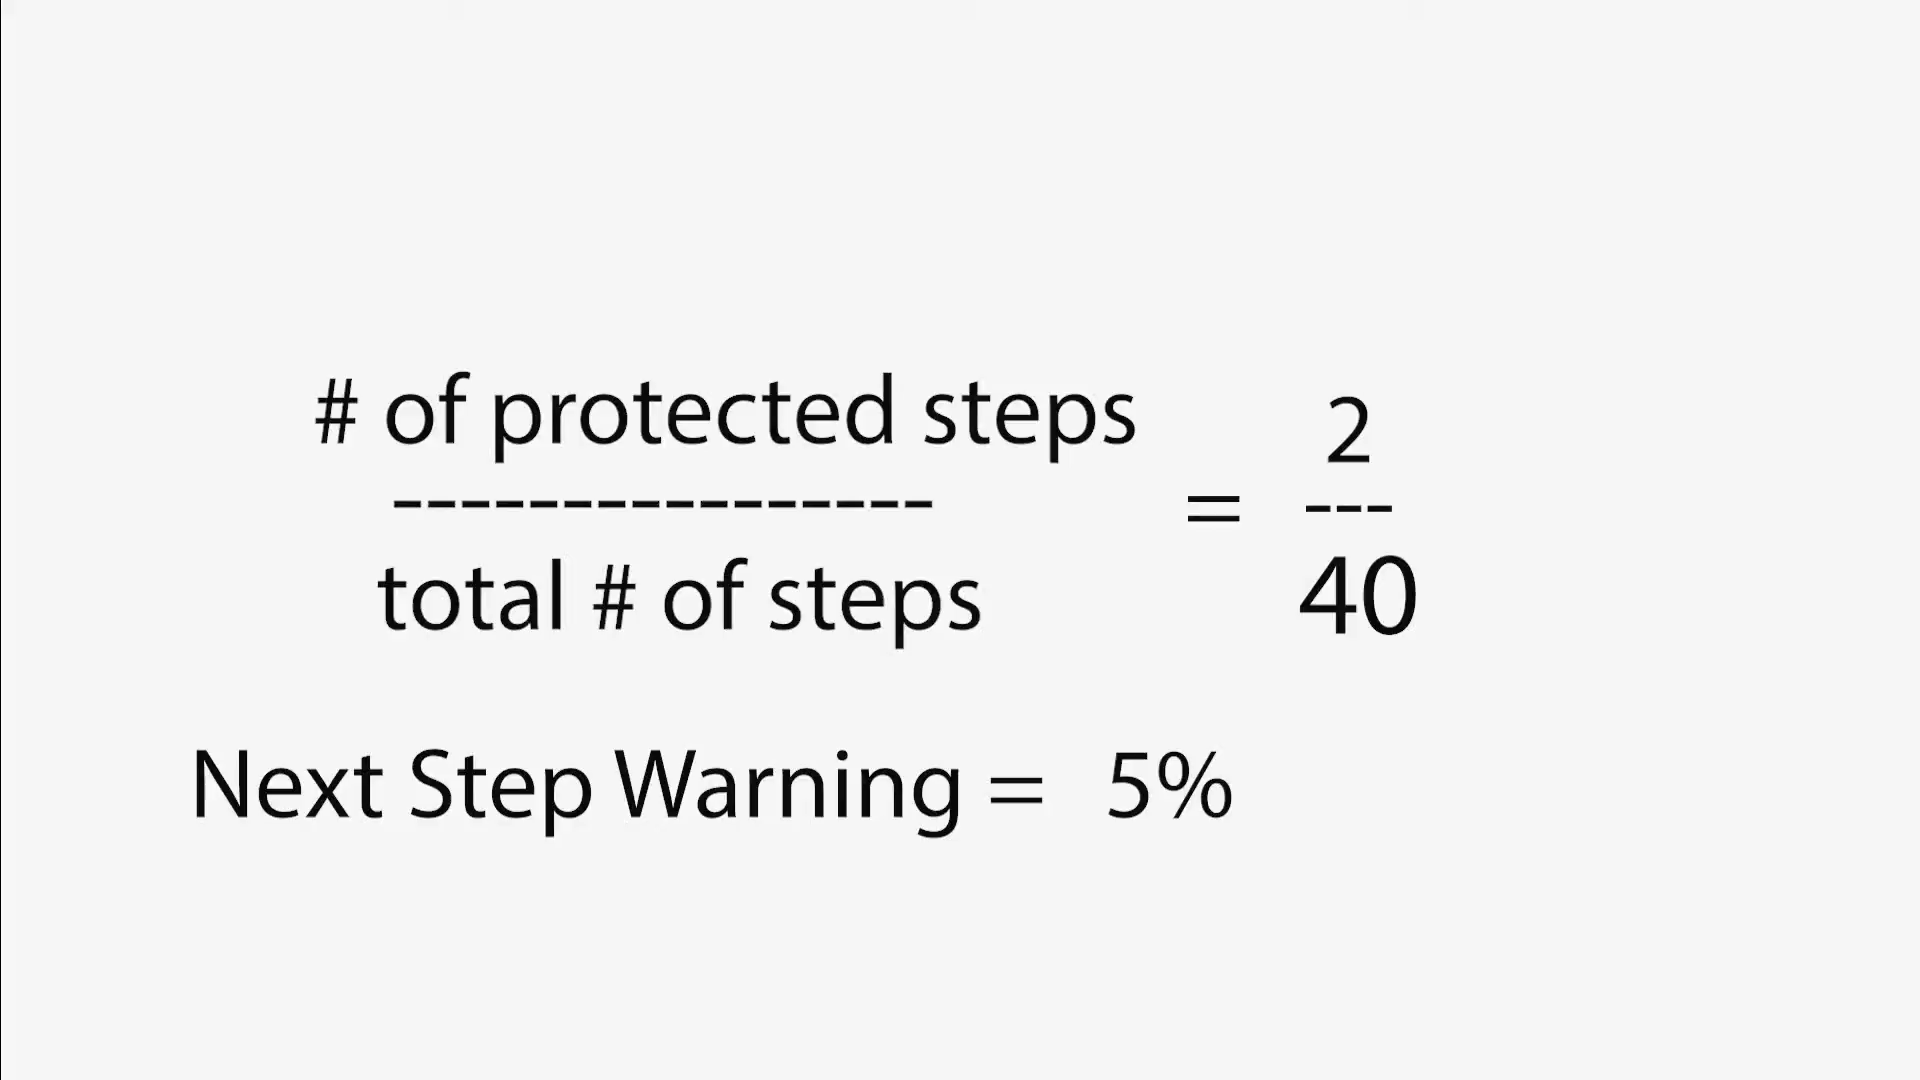 # of protected steps
----------------
total # of steps
=
2
---
40
Next Step Warning = 5%